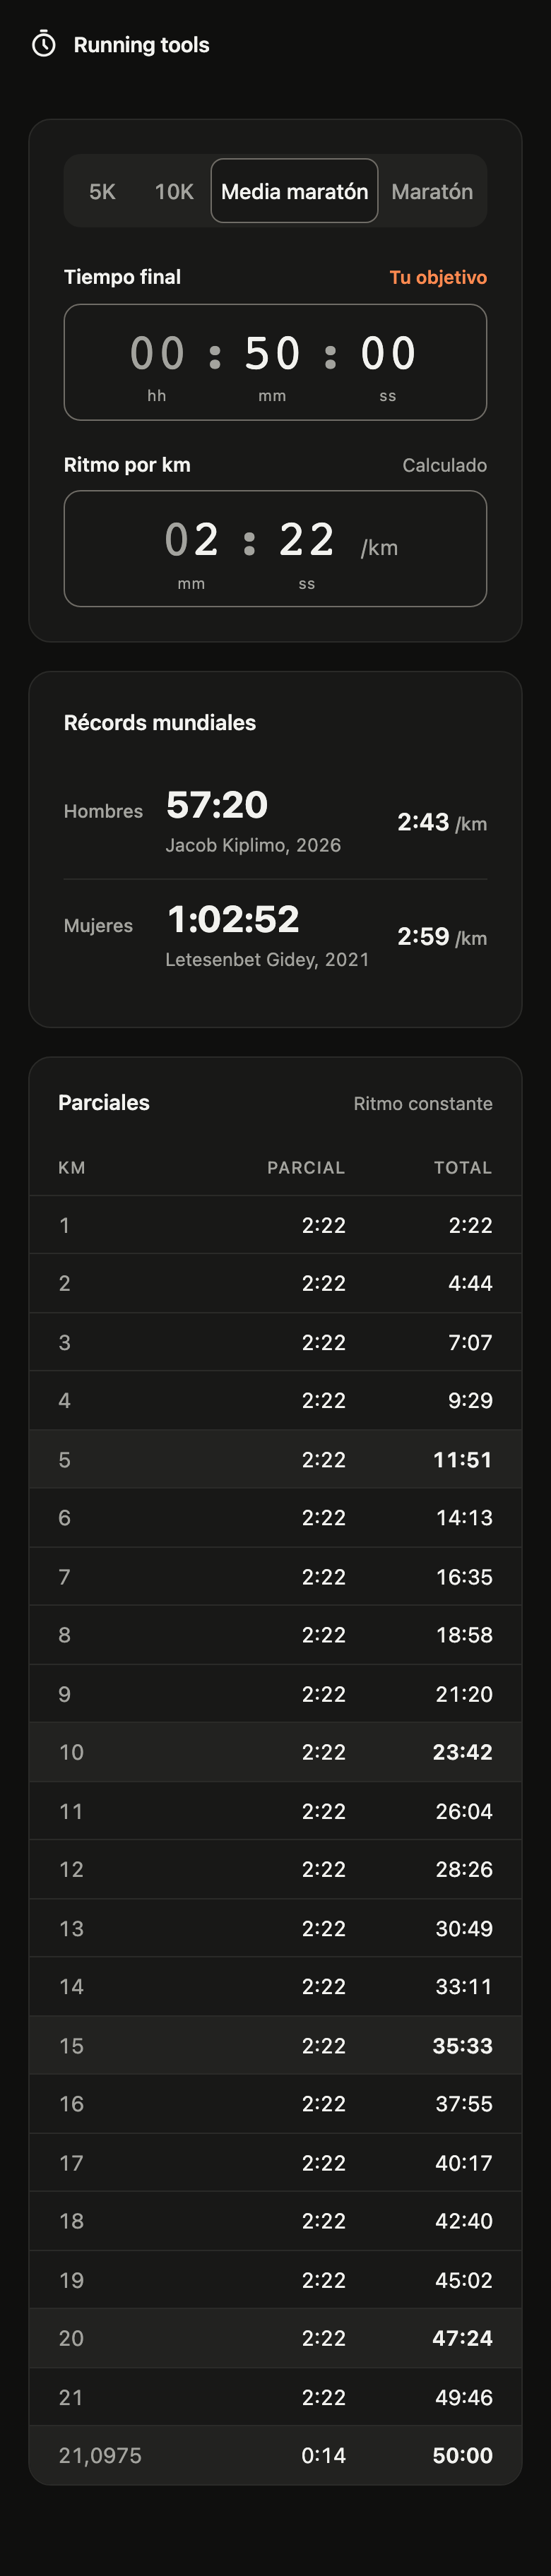 Running tools
5K 10K Media maratón Maratón
Tiempo final Tu objetivo
00 : 50 : 00
hh mm ss
Ritmo por km Calculado
02 : 22 /km
mm ss
Récords mundiales
Hombres 57:20 2:43 /km
Jacob Kiplimo, 2026
Mujeres 1:02:52 2:59 /km
Letesenbet Gidey, 2021
Parciales Ritmo constante
KM PARCIAL TOTAL
1 2:22 2:22
2 2:22 4:44
3 2:22 7:07
4 2:22 9:29
5 2:22 11:51
6 2:22 14:13
7 2:22 16:35
8 2:22 18:58
9 2:22 21:20
10 2:22 23:42
11 2:22 26:04
12 2:22 28:26
13 2:22 30:49
14 2:22 33:11
15 2:22 35:33
16 2:22 37:55
17 2:22 40:17
18 2:22 42:40
19 2:22 45:02
20 2:22 47:24
21 2:22 49:46
21,0975 0:14 50:00